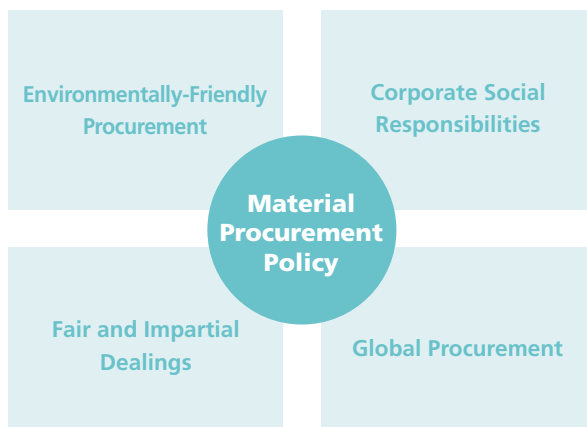 Environmentally-Friendly
Procurement
Corporate Social
Responsibilities
Material
Procurement
Policy
Fair and Impartial
Dealings
Global Procurement